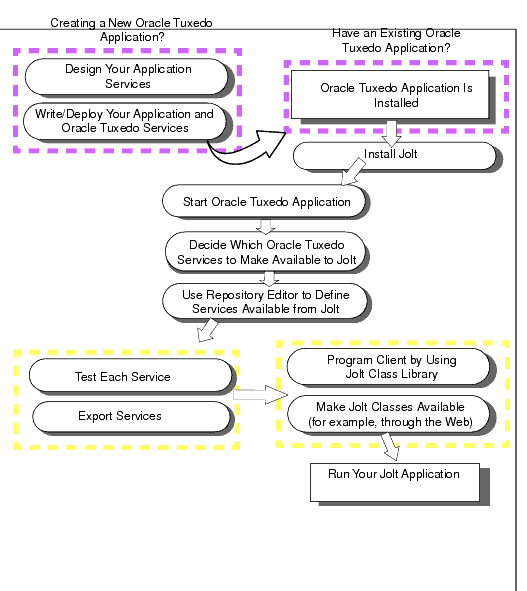 Creating a New Oracle Tuxedo
Application?
Have an Existing Oracle
Tuxedo Application?
Design Your Application
Services
Write/Deploy Your Application and
Oracle Tuxedo Services
Oracle Tuxedo Application Is
Installed
Install Jolt
Start Oracle Tuxedo Application
Decide Which Oracle Tuxedo
Services to Make Available to Jolt
Use Repository Editor to Define
Services Available from Jolt
Test Each Service
Export Services
Program Client by Using
Jolt Class Library
Make Jolt Classes Available
(for example, through the Web)
Run Your Jolt Application